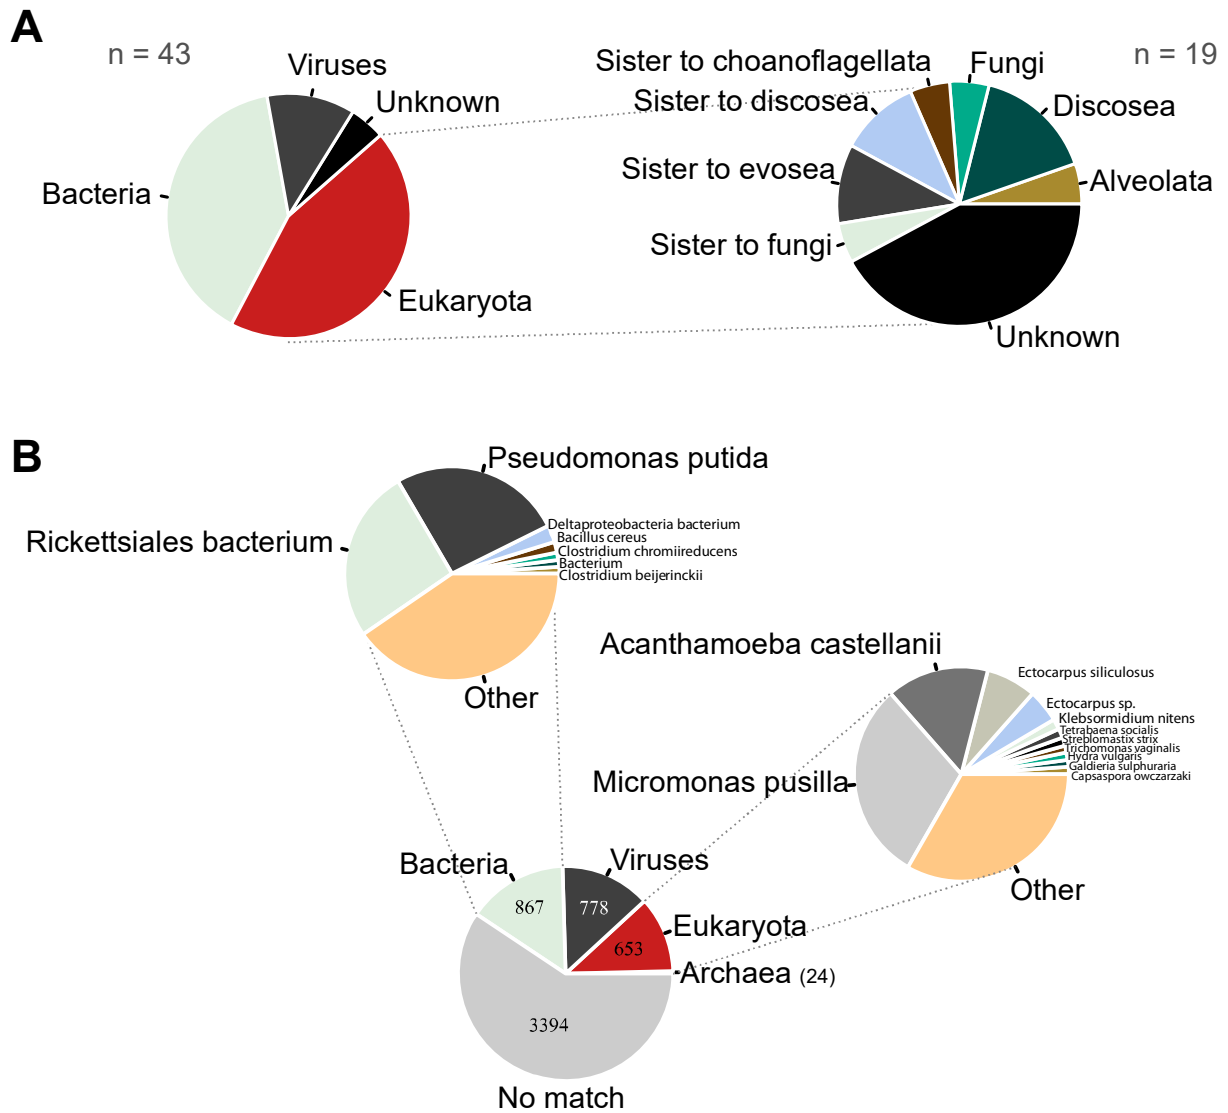 A
n = 43
n = 19
Viruses
Unknown
Bacteria
Eukaryota
Sister to choanoflagellata
Fungi
Sister to discosea
Discosea
Sister to evosea
Alveolata
Sister to fungi
Unknown
B
Pseudomonas putida
Rickettsiales bacterium
Deltaproteobacteria bacterium
Bacillus cereus
Clostridium chromiireducens
Bacterium
Clostridium beijerinckii
Other
Acanthamoeba castellanii
Ectocarpus siliculosus
Ectocarpus sp.
Klebsormidium nitens
Tetrabaena socialis
Streblomastix strix
Trichomonas vaginalis
Hydra vulgaris
Galdieria sulphuraria
Capsaspora owczarzaki
Micromonas pusilla
Other
Bacteria
Viruses
867
778
Eukaryota
653
Archaea (24)
3394
No match